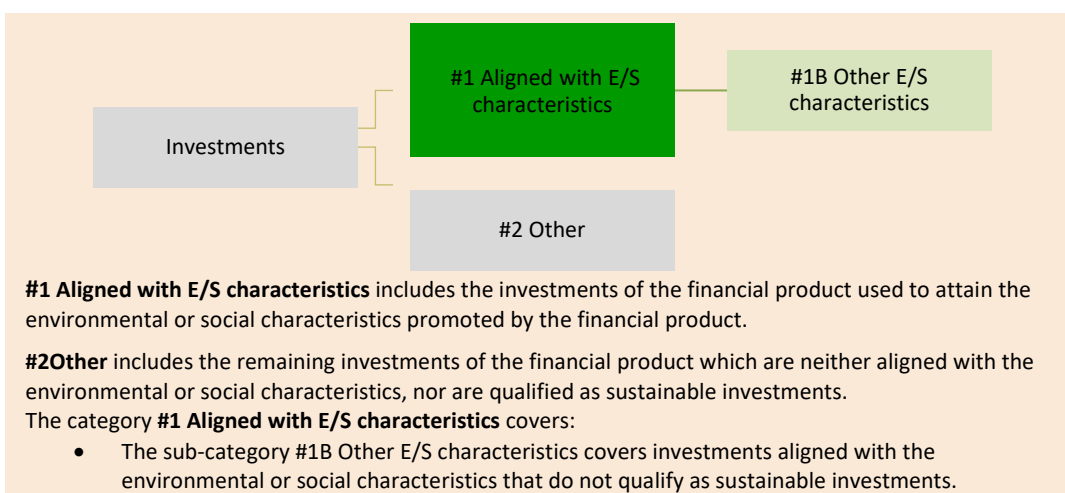 #1 Aligned with E/S
characteristics
#1B Other E/S
characteristics
Investments
#2 Other
#1 Aligned with E/S characteristics includes the investments of the financial product used to attain the
environmental or social characteristics promoted by the financial product.
#2Other includes the remaining investments of the financial product which are neither aligned with the
environmental or social characteristics, nor are qualified as sustainable investments.
The category #1 Aligned with E/S characteristics covers:
• The sub-category #1B Other E/S characteristics covers investments aligned with the
environmental or social characteristics that do not qualify as sustainable investments.